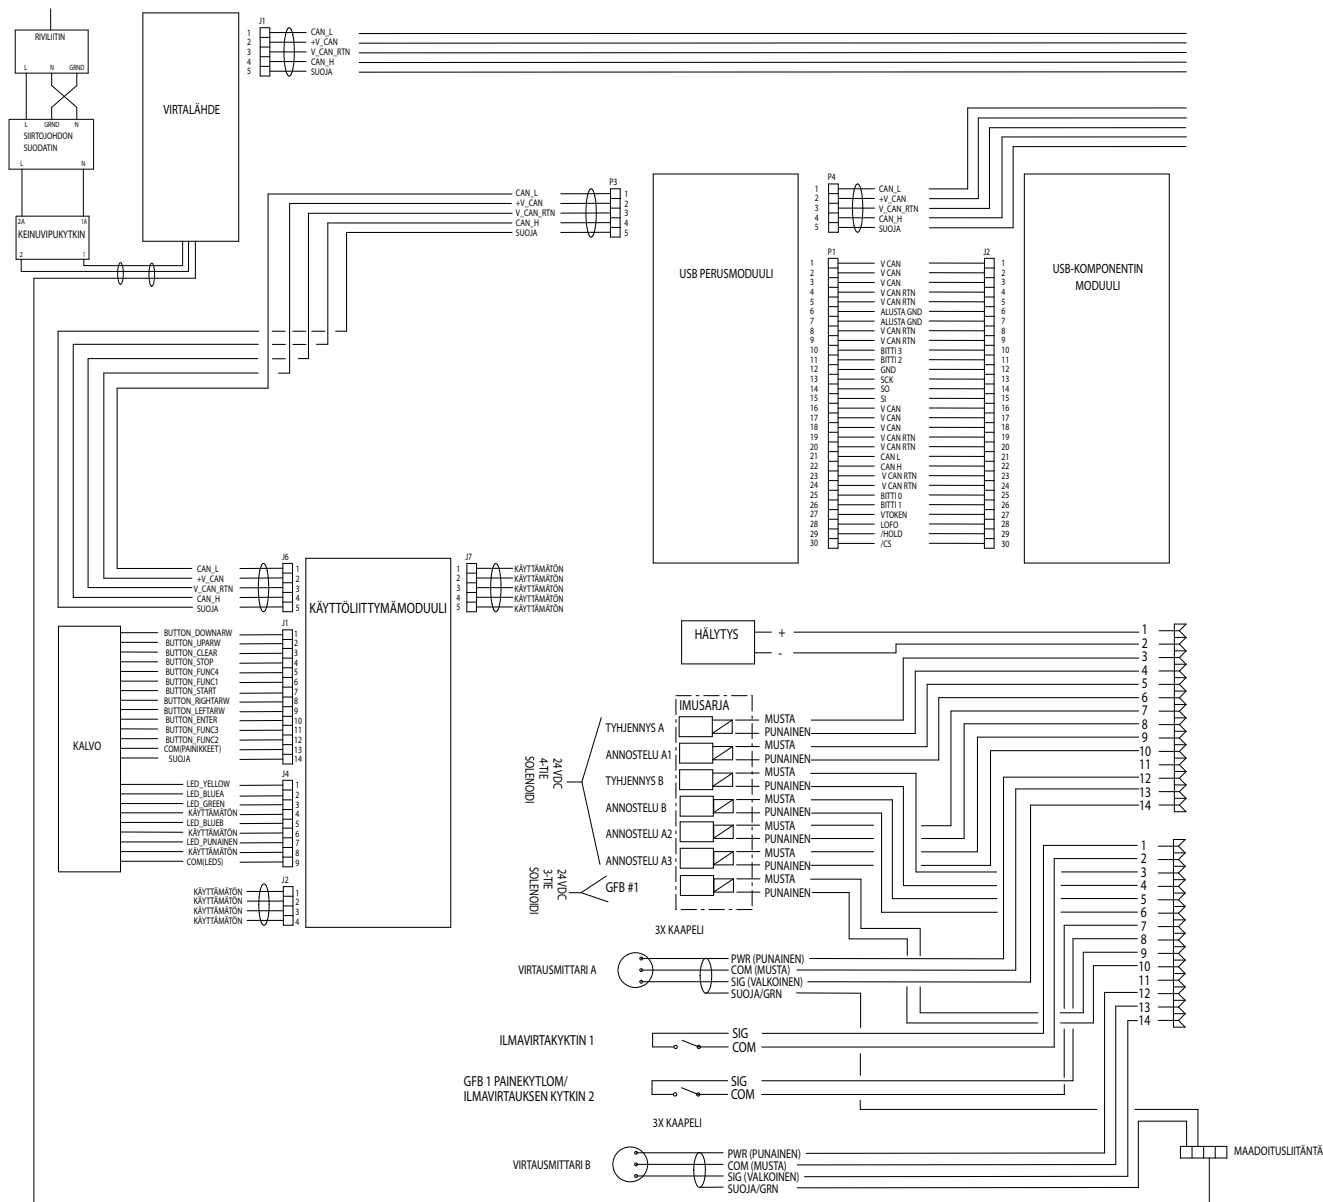 RIVILIITIN
L N GRND
L GRND N
SIIRTOJOHDON
SUODATIN
L N
2A 1A
KEINUVIPUKYTKIN
2 1
VIRTALÄHDE
J1
1 CAN_L
2 +V_CAN
3 V_CAN_RTN
4 CAN_H
5 SUOJA
P3
CAN_L 1
+V_CAN 2
V_CAN_RTN 3
CAN_H 4
SUOJA 5
USB PERUSMODUULI
P4
1 CAN_L
2 +V_CAN
3 V_CAN_RTN
4 CAN_H
5 SUOJA
USB-KOMPONENTIN
MODUULI
P1 J2
1 V CAN 1
2 V CAN 2
3 V CAN 3
4 V CAN RTN 4
5 V CAN RTN 5
6 ALUSTA GND 6
7 ALUSTA GND 7
8 V CAN RTN 8
9 V CAN RTN 9
10 BITTI 3 10
11 BITTI 2 11
12 GND 12
13 SCK 13
14 SO 14
15 SI 15
16 V CAN 16
17 V CAN 17
18 V CAN 18
19 V CAN RTN 19
20 V CAN RTN 20
21 CAN L 21
22 CAN H 22
23 V CAN RTN 23
24 V CAN RTN 24
25 BITTI 0 25
26 BITTI 1 26
27 VTOKEN 27
28 LOFO 28
29 /HOLD 29
30 /CS 30
J6
CAN_L 1
+V_CAN 2
V_CAN_RTN 3
CAN_H 4
SUOJA 5
KÄYTTÖLIITTYMÄMODUULI
J7
1 KÄYTTÄMÄTÖN
2 KÄYTTÄMÄTÖN
3 KÄYTTÄMÄTÖN
4 KÄYTTÄMÄTÖN
5 KÄYTTÄMÄTÖN
KALVO
J1
BUTTON_DOWNARW 1
BUTTON_UPARW 2
BUTTON_CLEAR 3
BUTTON_STOP 4
BUTTON_FUNC4 5
BUTTON_FUNC1 6
BUTTON_START 7
BUTTON_RIGHTARW 8
BUTTON_LEFTARW 9
BUTTON_ENTER 10
BUTTON_FUNC3 11
BUTTON_FUNC2 12
COM(PAINIKKEET) 13
SUOJA 14
J4
LED_YELLOW 1
LED_BLUEA 2
LED_GREEN 3
KÄYTTÄMÄTÖN 4
LED_BLUEB 5
KÄYTTÄMÄTÖN 6
LED_PUNAINEN 7
KÄYTTÄMÄTÖN 8
COM(LEDS) 9
J2
KÄYTTÄMÄTÖN 1
KÄYTTÄMÄTÖN 2
KÄYTTÄMÄTÖN 3
KÄYTTÄMÄTÖN 4
HÄLYTYS
+
-
IMUSARJA
24 VDC
4-TIE
SOLENOIDI
TYHJENNYS A
MUSTA
PUNAINEN
ANNOSTELU A1
MUSTA
PUNAINEN
TYHJENNYS B
MUSTA
PUNAINEN
ANNOSTELU B
MUSTA
PUNAINEN
ANNOSTELU A2
MUSTA
PUNAINEN
ANNOSTELU A3
MUSTA
PUNAINEN
24 VDC
3-TIE
SOLENOIDI
GFB #1
MUSTA
PUNAINEN
1
2
3
4
5
6
7
8
9
10
11
12
13
14
1
2
3
4
5
6
7
8
9
10
11
12
13
14
3X KAAPELI
VIRTAUSMITTARI A
PWR (PUNAINEN)
COM (MUSTA)
SIG (VALKOINEN)
SUOJA/GRN
ILMAVIRTAKYKTIN 1
SIG
COM
GFB 1 PAINEKYTLOM/
ILMAVIRTAUKSEN KYTKIN 2
SIG
COM
3X KAAPELI
VIRTAUSMITTARI B
PWR (PUNAINEN)
COM (MUSTA)
SIG (VALKOINEN)
SUOJA/GRN
MAADOITUSLIITÄNTÄ